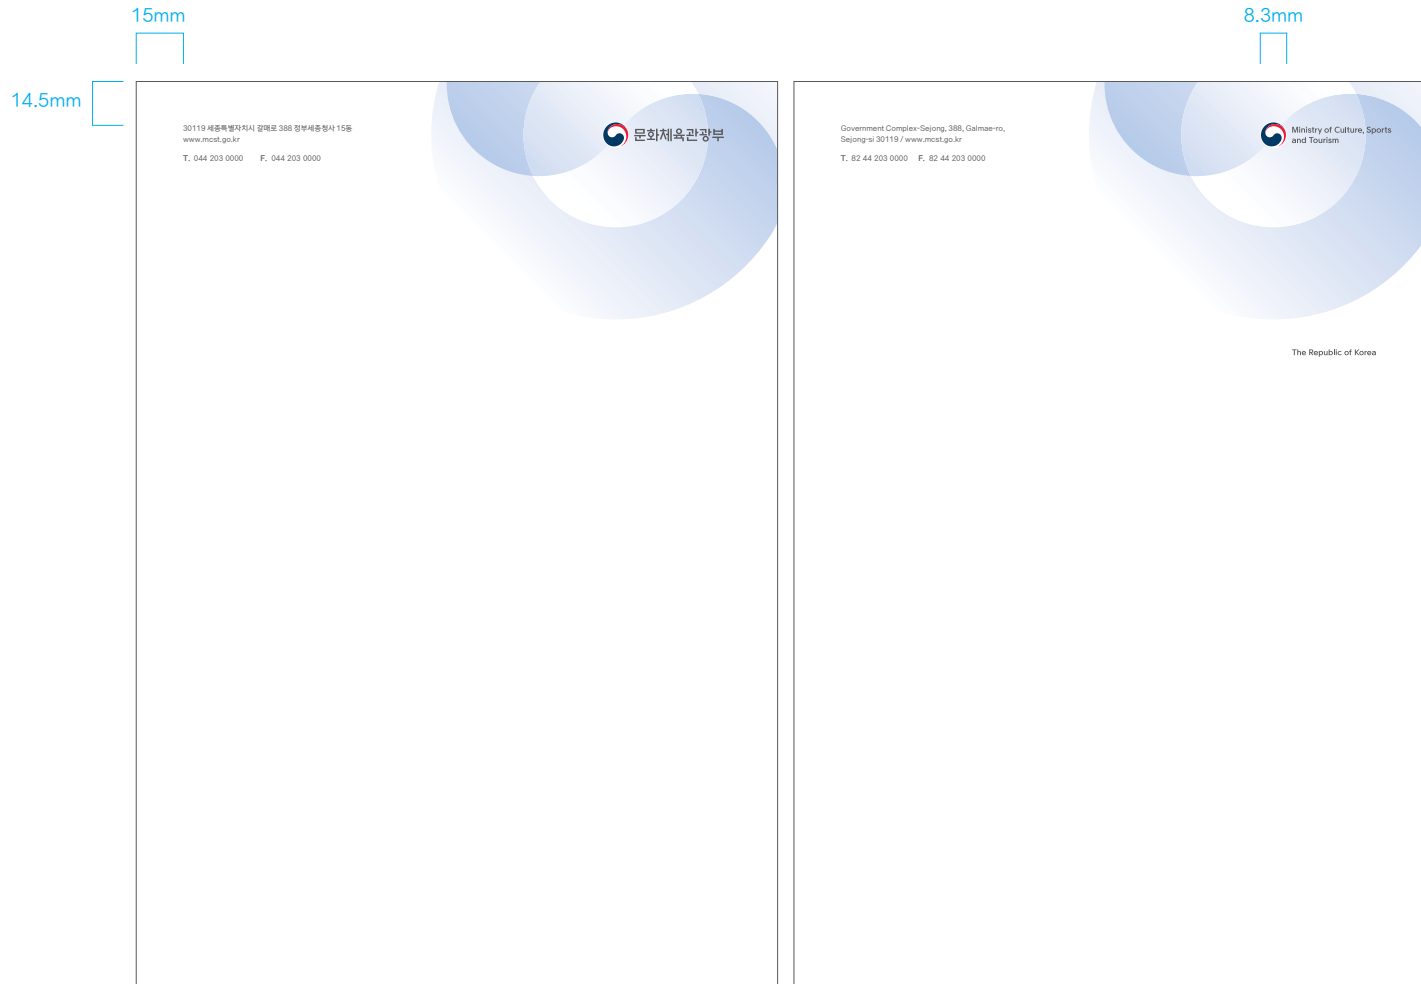 15mm
8.3mm
14.5mm
30119 세종특별자치시 갈매로 388 정부세종청사 15동
www.mcst.go.kr
T. 044 203 0000 F. 044 203 0000
문화체육관광부
Government Complex-Sejong, 388, Galmae-ro,
Sejong-si 30119 / www.mcst.go.kr
T. 82 44 203 0000 F. 82 44 203 0000
Ministry of Culture, Sports
and Tourism
The Republic of Korea